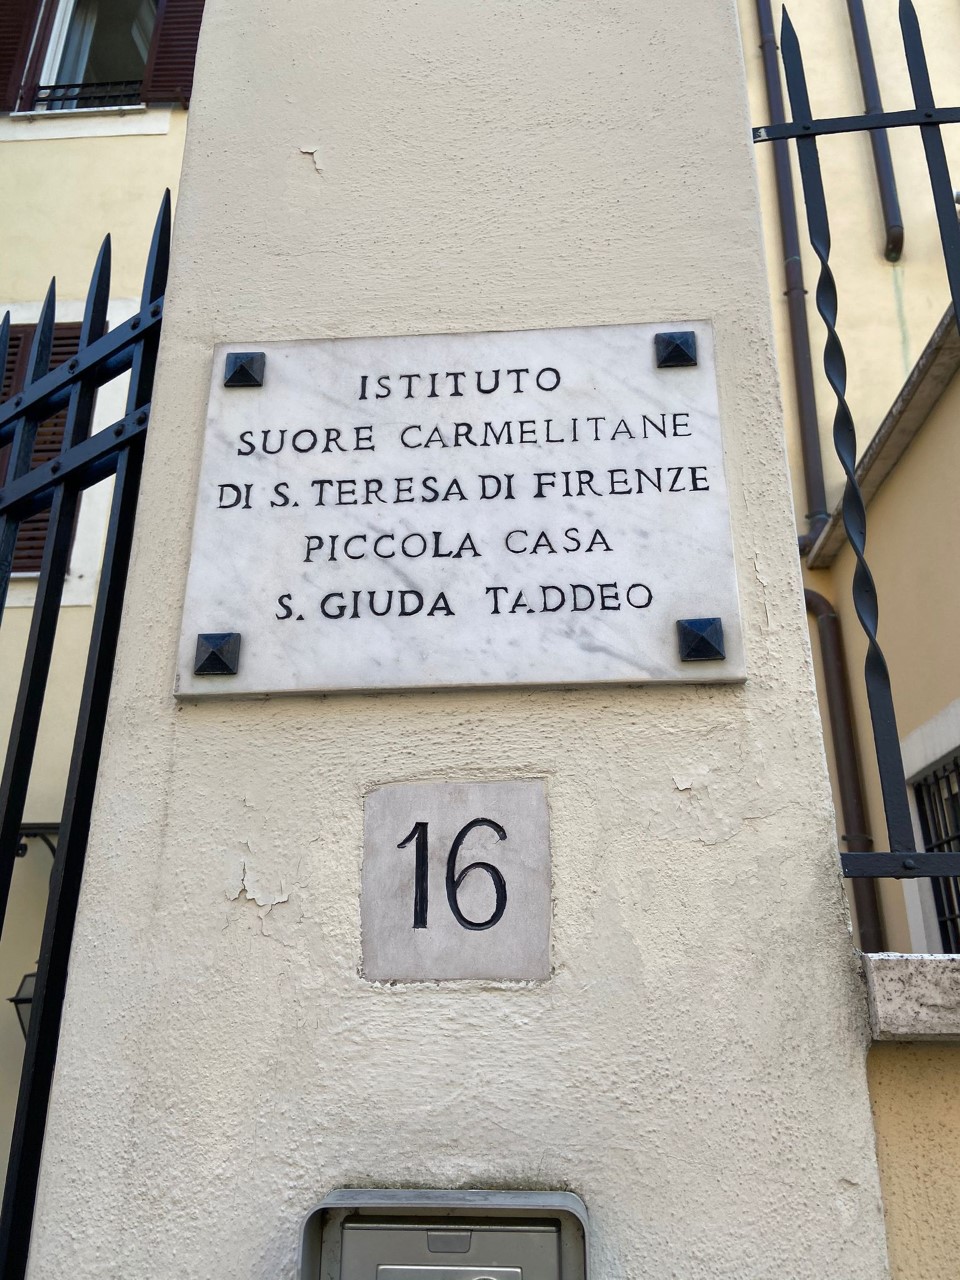 ISTITUTO
SUORE CARMELITANE
DI S. TERESA DI FIRENZE
PICCOLA CASA
S. GIUDA TADDEO
16